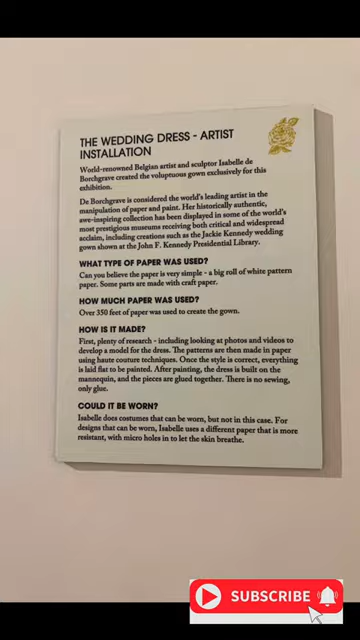 THE WEDDING DRESS - ARTIST
INSTALLATION
World-renowned Belgian artist and sculptor Isabelle de
Borchgrave created the voluptuous gown exclusively for this
exhibition.
De Borchgrave is considered the world's leading artist in the
manipulation of paper and paint. Her historically authentic,
awe-inspiring collection has been displayed in some of the world's
most prestigious museums receiving both critical and widespread
acclaim, including creations such as the Jackie Kennedy wedding
gown shown at the John F. Kennedy Presidential Library.
WHAT TYPE OF PAPER WAS USED?
Can you believe the paper is very simple - a big roll of white pattern
paper. Some parts are made with craft paper.
HOW MUCH PAPER WAS USED?
Over 350 feet of paper was used to create the gown.
HOW IS IT MADE?
First, plenty of research - including looking at photos and videos to
develop a model for the dress. The patterns are then made in paper
using haute couture techniques. Once the style is correct, everything
is laid flat to be painted. After painting, the dress is built on the
mannequin, and the pieces are glued together. There is no sewing,
only glue.
COULD IT BE WORN?
Isabelle does costumes that can be worn, but not in this case. For
designs that can be worn, Isabelle uses a different paper that is more
resistant, with micro holes in to let the skin breathe.
SUBSCRIBE